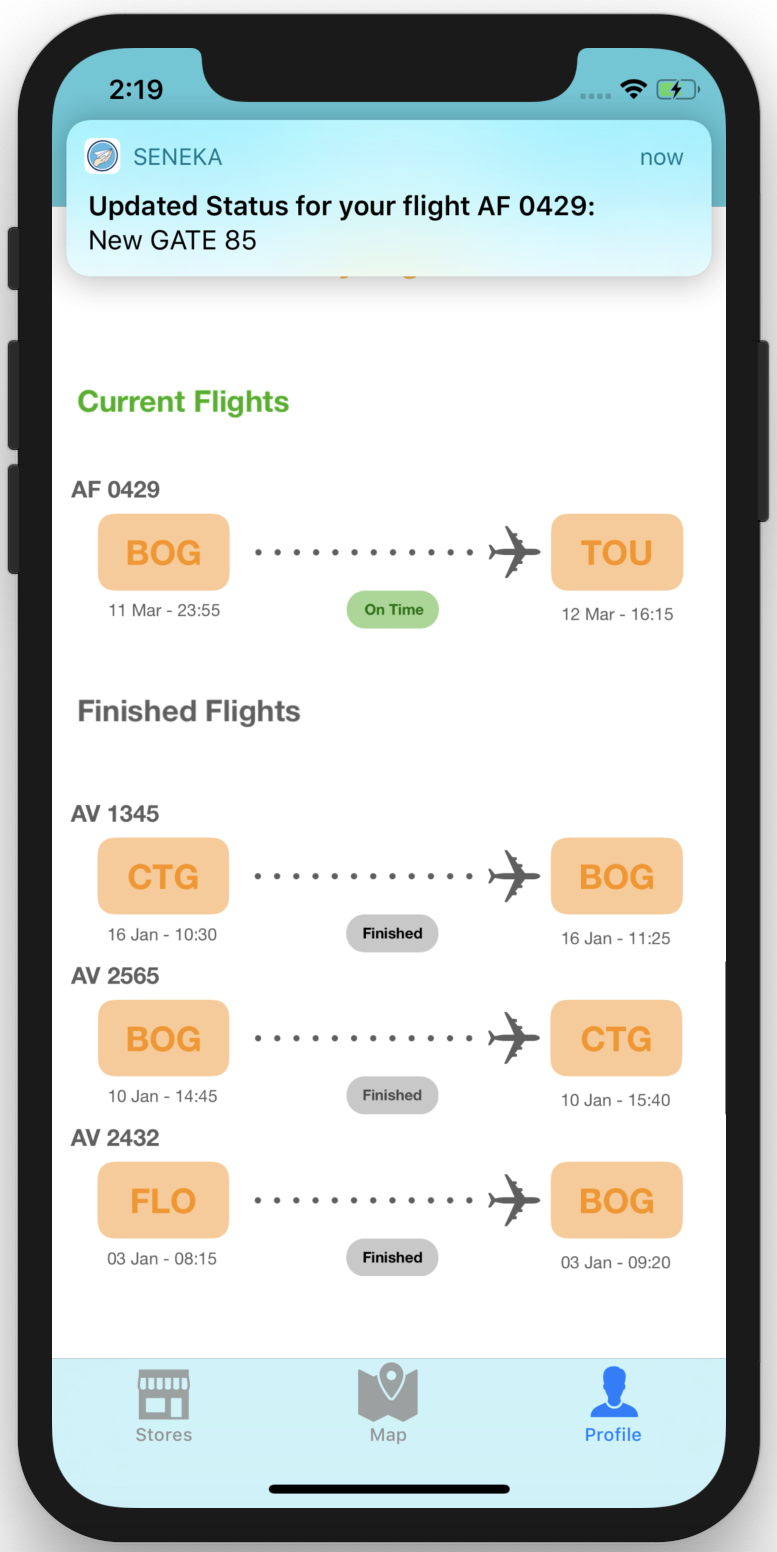 2:19
SENEKA
now
Updated Status for your flight AF 0429:
New GATE 85
Current Flights
AF 0429
BOG
TOU
11 Mar - 23:55
On Time
12 Mar - 16:15
Finished Flights
AV 1345
CTG
BOG
16 Jan - 10:30
Finished
16 Jan - 11:25
AV 2565
BOG
CTG
10 Jan - 14:45
Finished
10 Jan - 15:40
AV 2432
FLO
BOG
03 Jan - 08:15
Finished
03 Jan - 09:20
Stores
Map
Profile